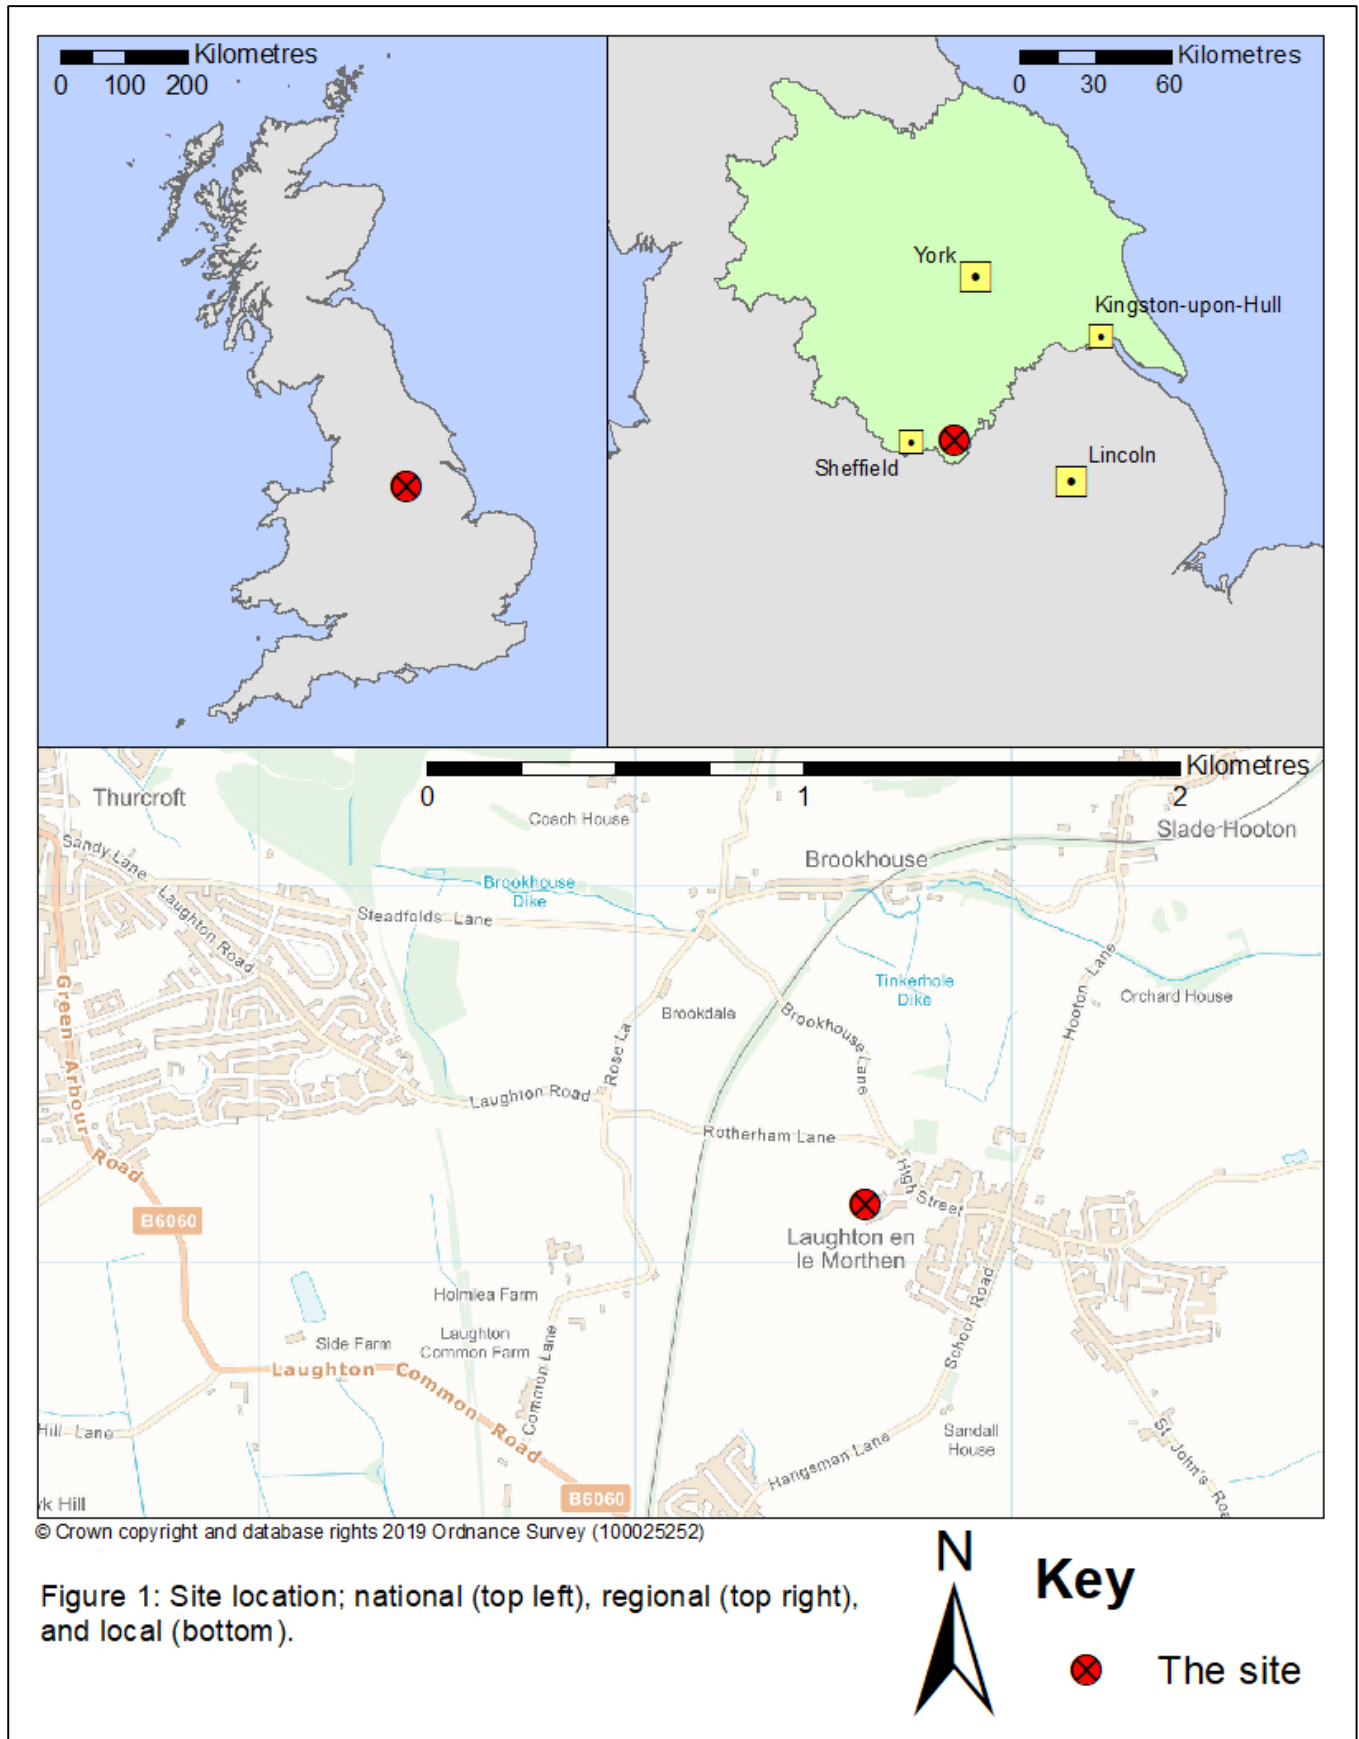 Kilometres
0 100 200
Kilometres
0 30 60
York
Kingston-upon-Hull
Sheffield
Lincoln
Kilometres
0 1 2
Thurcroft
Coach House
Slade Hooton
Sandy Lane
Brookhouse
Brookhouse
Dike
Laughton Road
Steadfolds Lane
Green Arbour Road
Tinkerhole
Dike
Hooton Lane
Orchard House
Brookdale
Brookhouse Lane
Rose La
Laughton Road
Rotherham Lane
High Street
B6060
Laughton en
le Morthen
Holmlea Farm
Side Farm
Laughton
Common Farm
Common Lane
School Road
Laughton Common Road
Hill Lane
Sandall
House
Hangsman Lane
St. John's Roa
rk Hill
B6060
© Crown copyright and database rights 2019 Ordnance Survey (100025252)
N
Key
Figure 1: Site location; national (top left), regional (top right),
and local (bottom).
The site